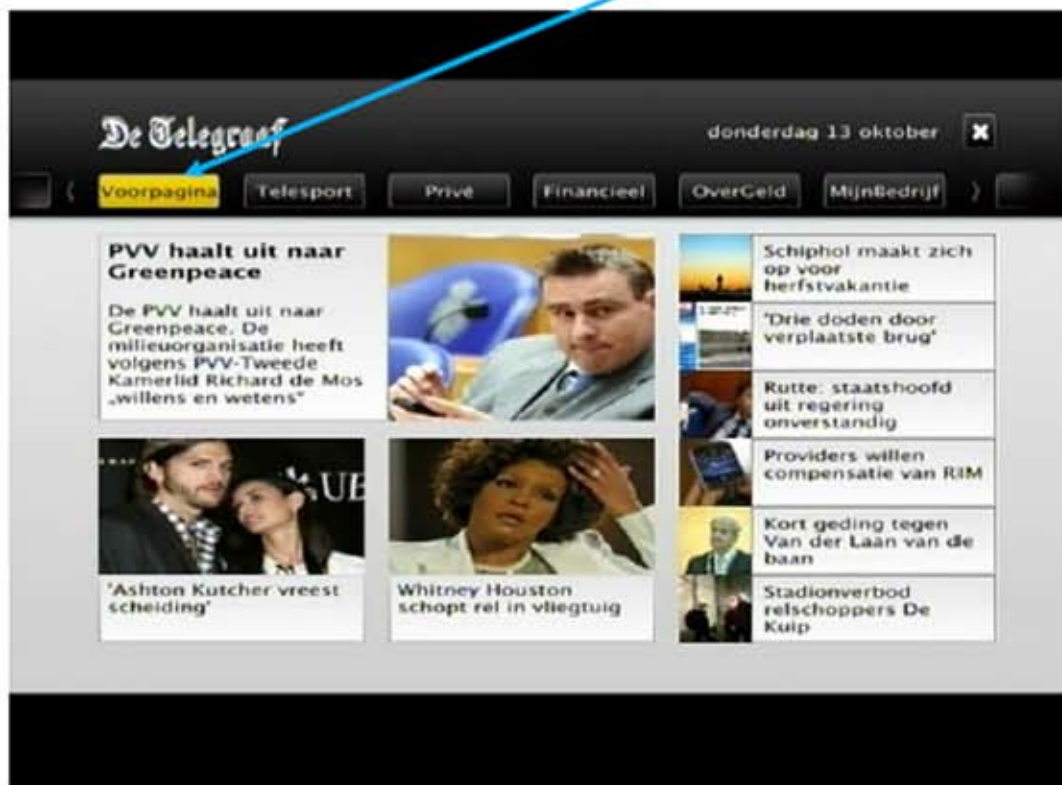 De Telegraaf
donderdag 13 oktober
Voorpagina
Telesport
Privé
Financieel
OverGeld
MijnBedrijf
PVV haalt uit naar
Greenpeace
De PVV haalt uit naar
Greenpeace. De
milieuorganisatie heeft
volgens PVV-Tweede
Kamerlid Richard de Mos
„willens en wetens"
'Ashton Kutcher vreest
scheiding'
Whitney Houston
schopt rel in vliegtuig
Schiphol maakt zich
op voor
herfstvakantie
'Drie doden door
verplaatste brug'
Rutte: staatshoofd
uit regering
onverstandig
Providers willen
compensatie van RIM
Kort geding tegen
Van der Laan van de
baan
Stadionverbod
relschoppers De
Kuip